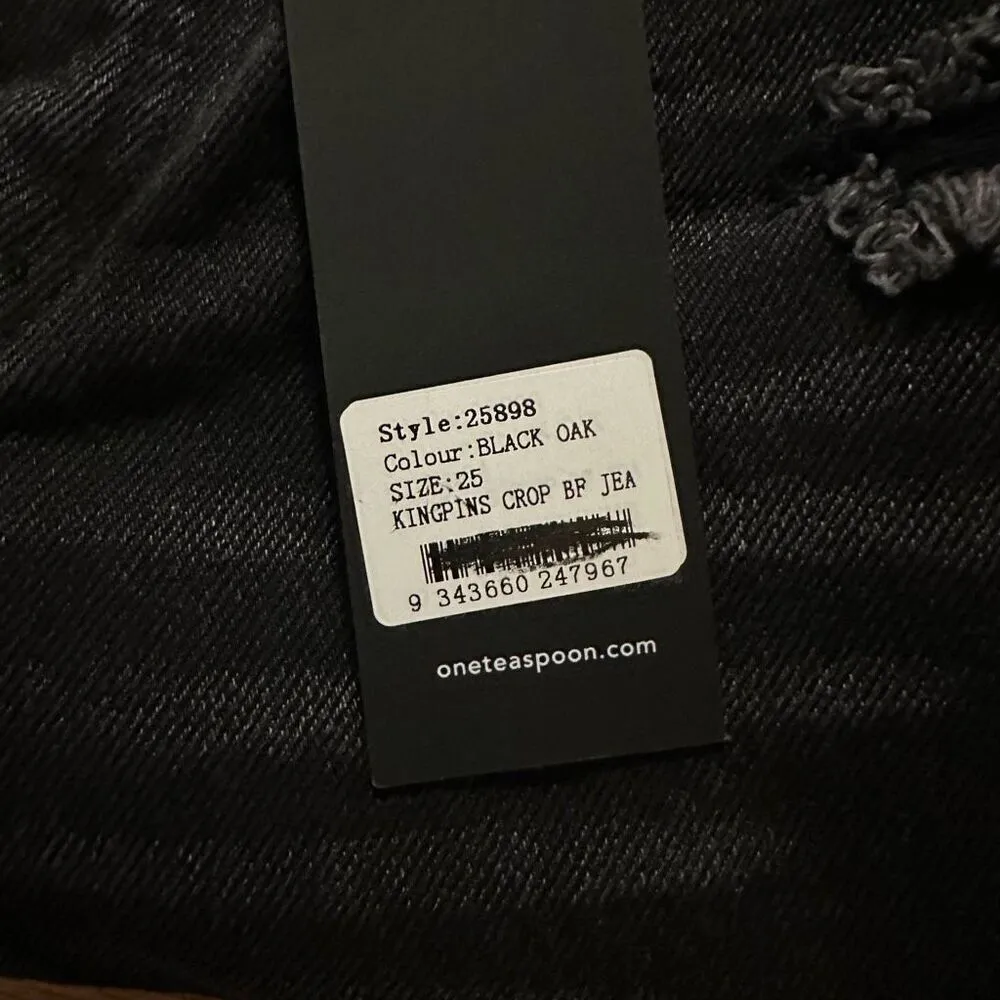 Style:25898
Colour:BLACK OAK
SIZE:25
KINGPINS CROP BF JEA
9 343660 247967
oneteaspoon.com